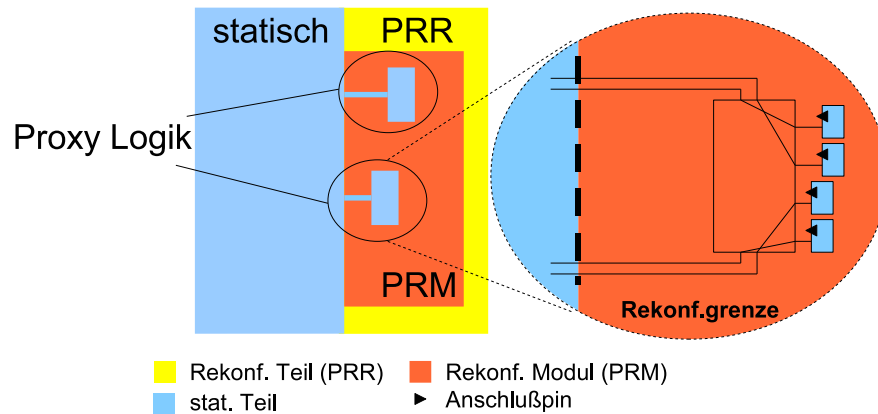 statisch PRR
Proxy Logik
PRM
Rekonf.grenze
Rekonf. Teil (PRR) Rekonf. Modul (PRM)
stat. Teil Anschlußpin